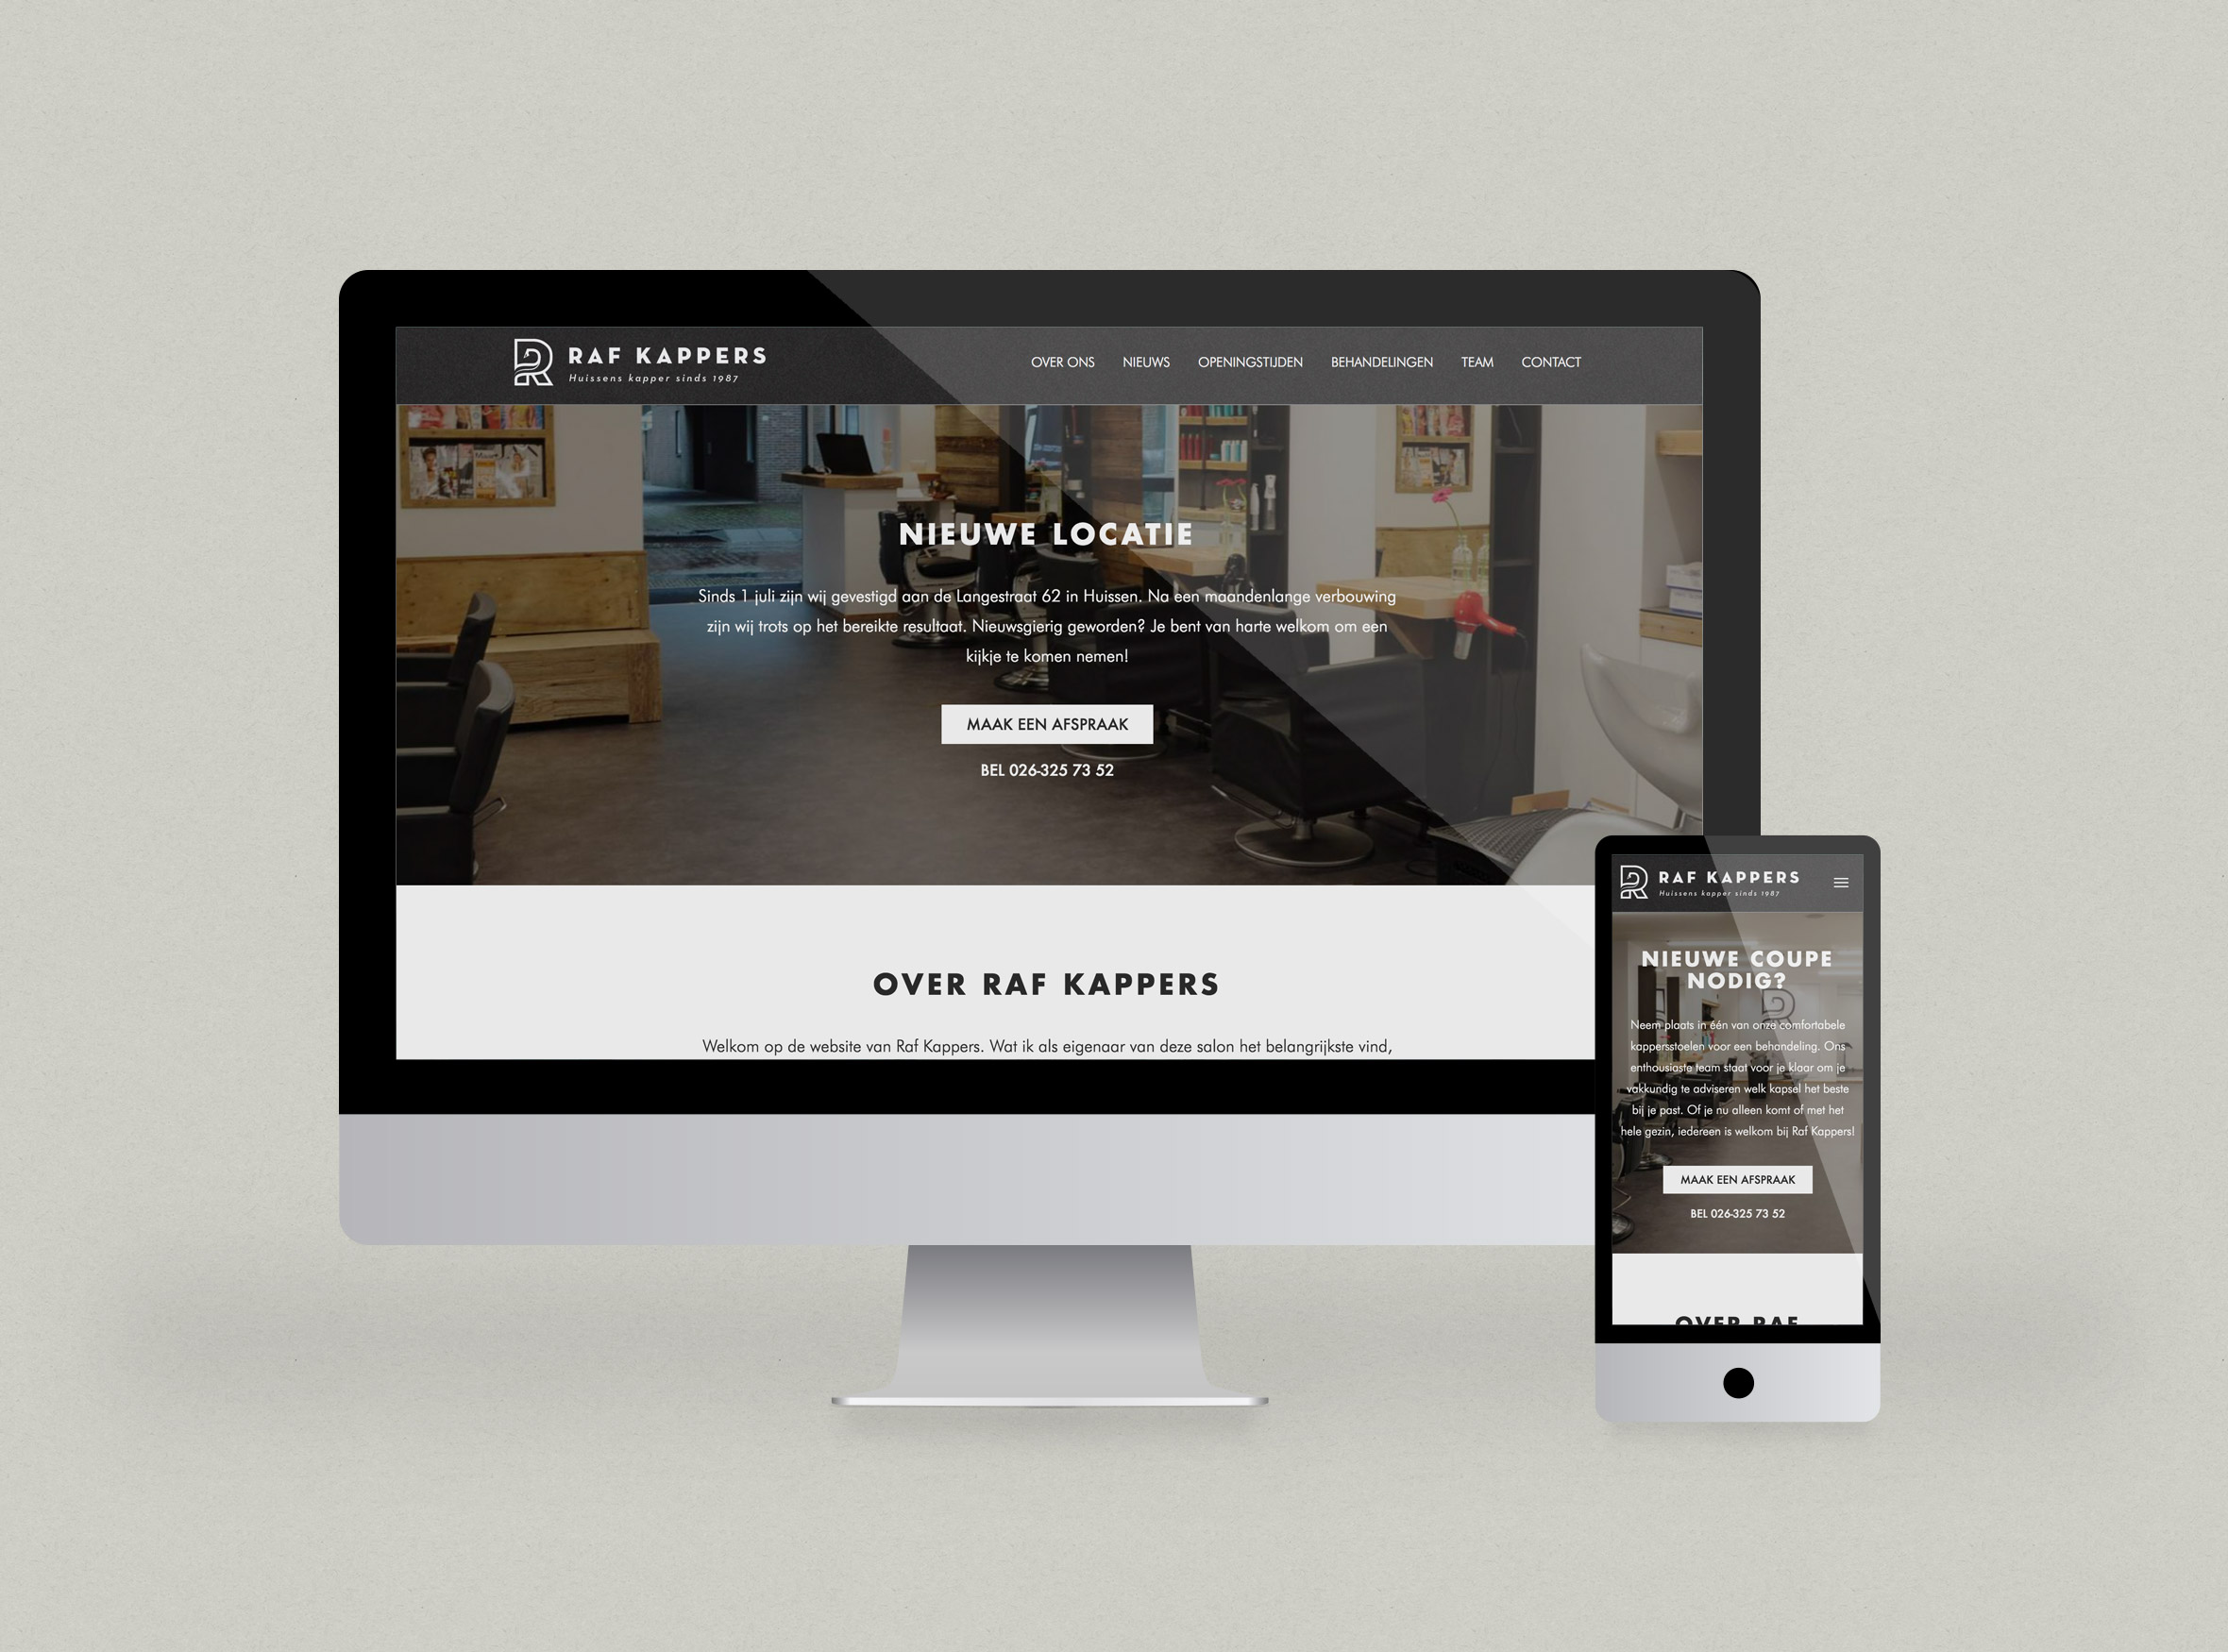 RAF KAPPERS
Huissens kapper sinds 1987
OVER ONS NIEUWS OPENINGSTIJDEN BEHANDELINGEN TEAM CONTACT
NIEUWE LOCATIE
Sinds 1 juli zijn wij gevestigd aan de Langestraat 62 in Huissen. Na een maandenlange verbouwing
zijn wij trots op het bereikte resultaat. Nieuwsgierig geworden? Je bent van harte welkom om een
kijkje te komen nemen!
MAAK EEN AFSPRAAK
BEL 026-325 73 52
OVER RAF KAPPERS
Welkom op de website van Raf Kappers. Wat ik als eigenaar van deze salon het belangrijkste vind,
RAF KAPPERS
Huissens kapper sinds 1987
NIEUWE COUPE
NODIG?
Neem plaats in één van onze comfortabele
kappersstoelen voor een behandeling. Ons
enthousiaste team staat voor je klaar om je
vakkundig te adviseren welk kapsel het beste
bij je past. Of je nu alleen komt of met het
hele gezin, iedereen is welkom bij Raf Kappers!
MAAK EEN AFSPRAAK
BEL 026-325 73 52
OVER RAF